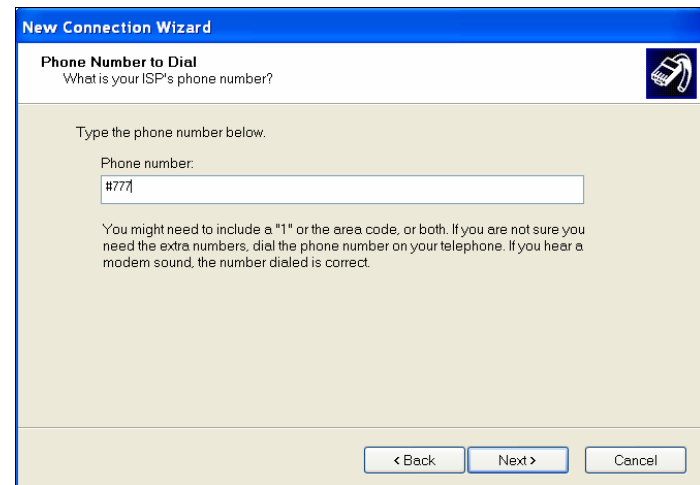 New Connection Wizard
Phone Number to Dial
What is your ISP's phone number?
Type the phone number below.
Phone number:
#777
You might need to include a "1" or the area code, or both. If you are not sure you
need the extra numbers, dial the phone number on your telephone. If you hear a
modem sound, the number dialed is correct.
< Back Next > Cancel